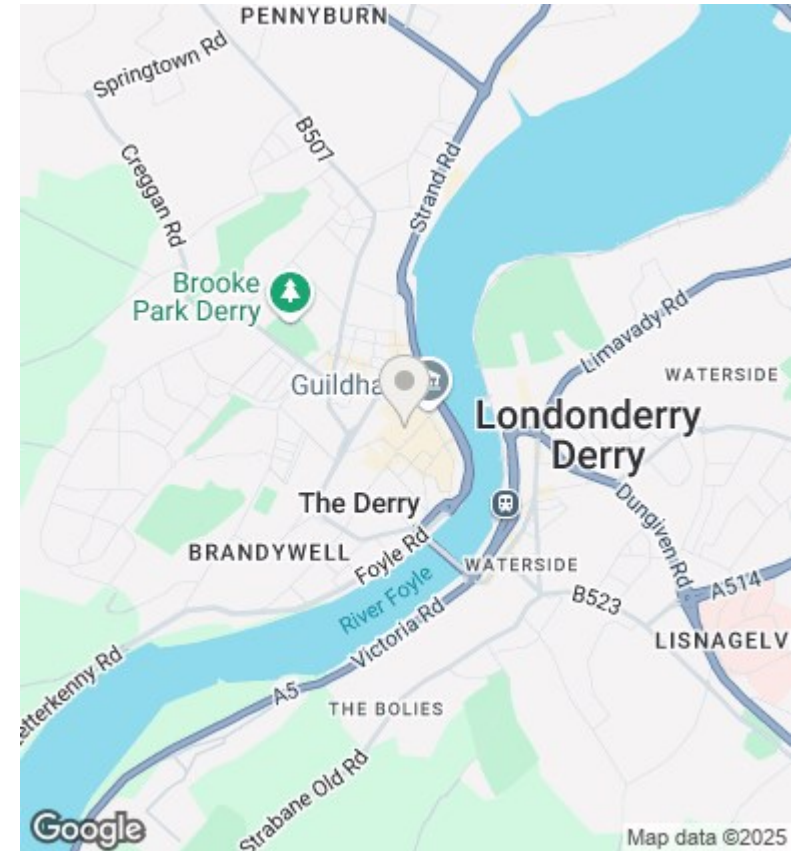 PENNYBURN
Springtown Rd
B507
Creggan Rd
Strand Rd
Brooke
Park Derry
Limavady Rd
WATERSIDE
Guildha
Londonderry
Derry
The Derry
Dungiven Rd
BRANDYWELL
Foyle Rd
WATERSIDE
River Foyle
B523
A514
Victoria Rd
LISNAGELV
etterkenny Rd
A5
THE BOLIES
Strabane Old Rd
Google
Map data ©2025